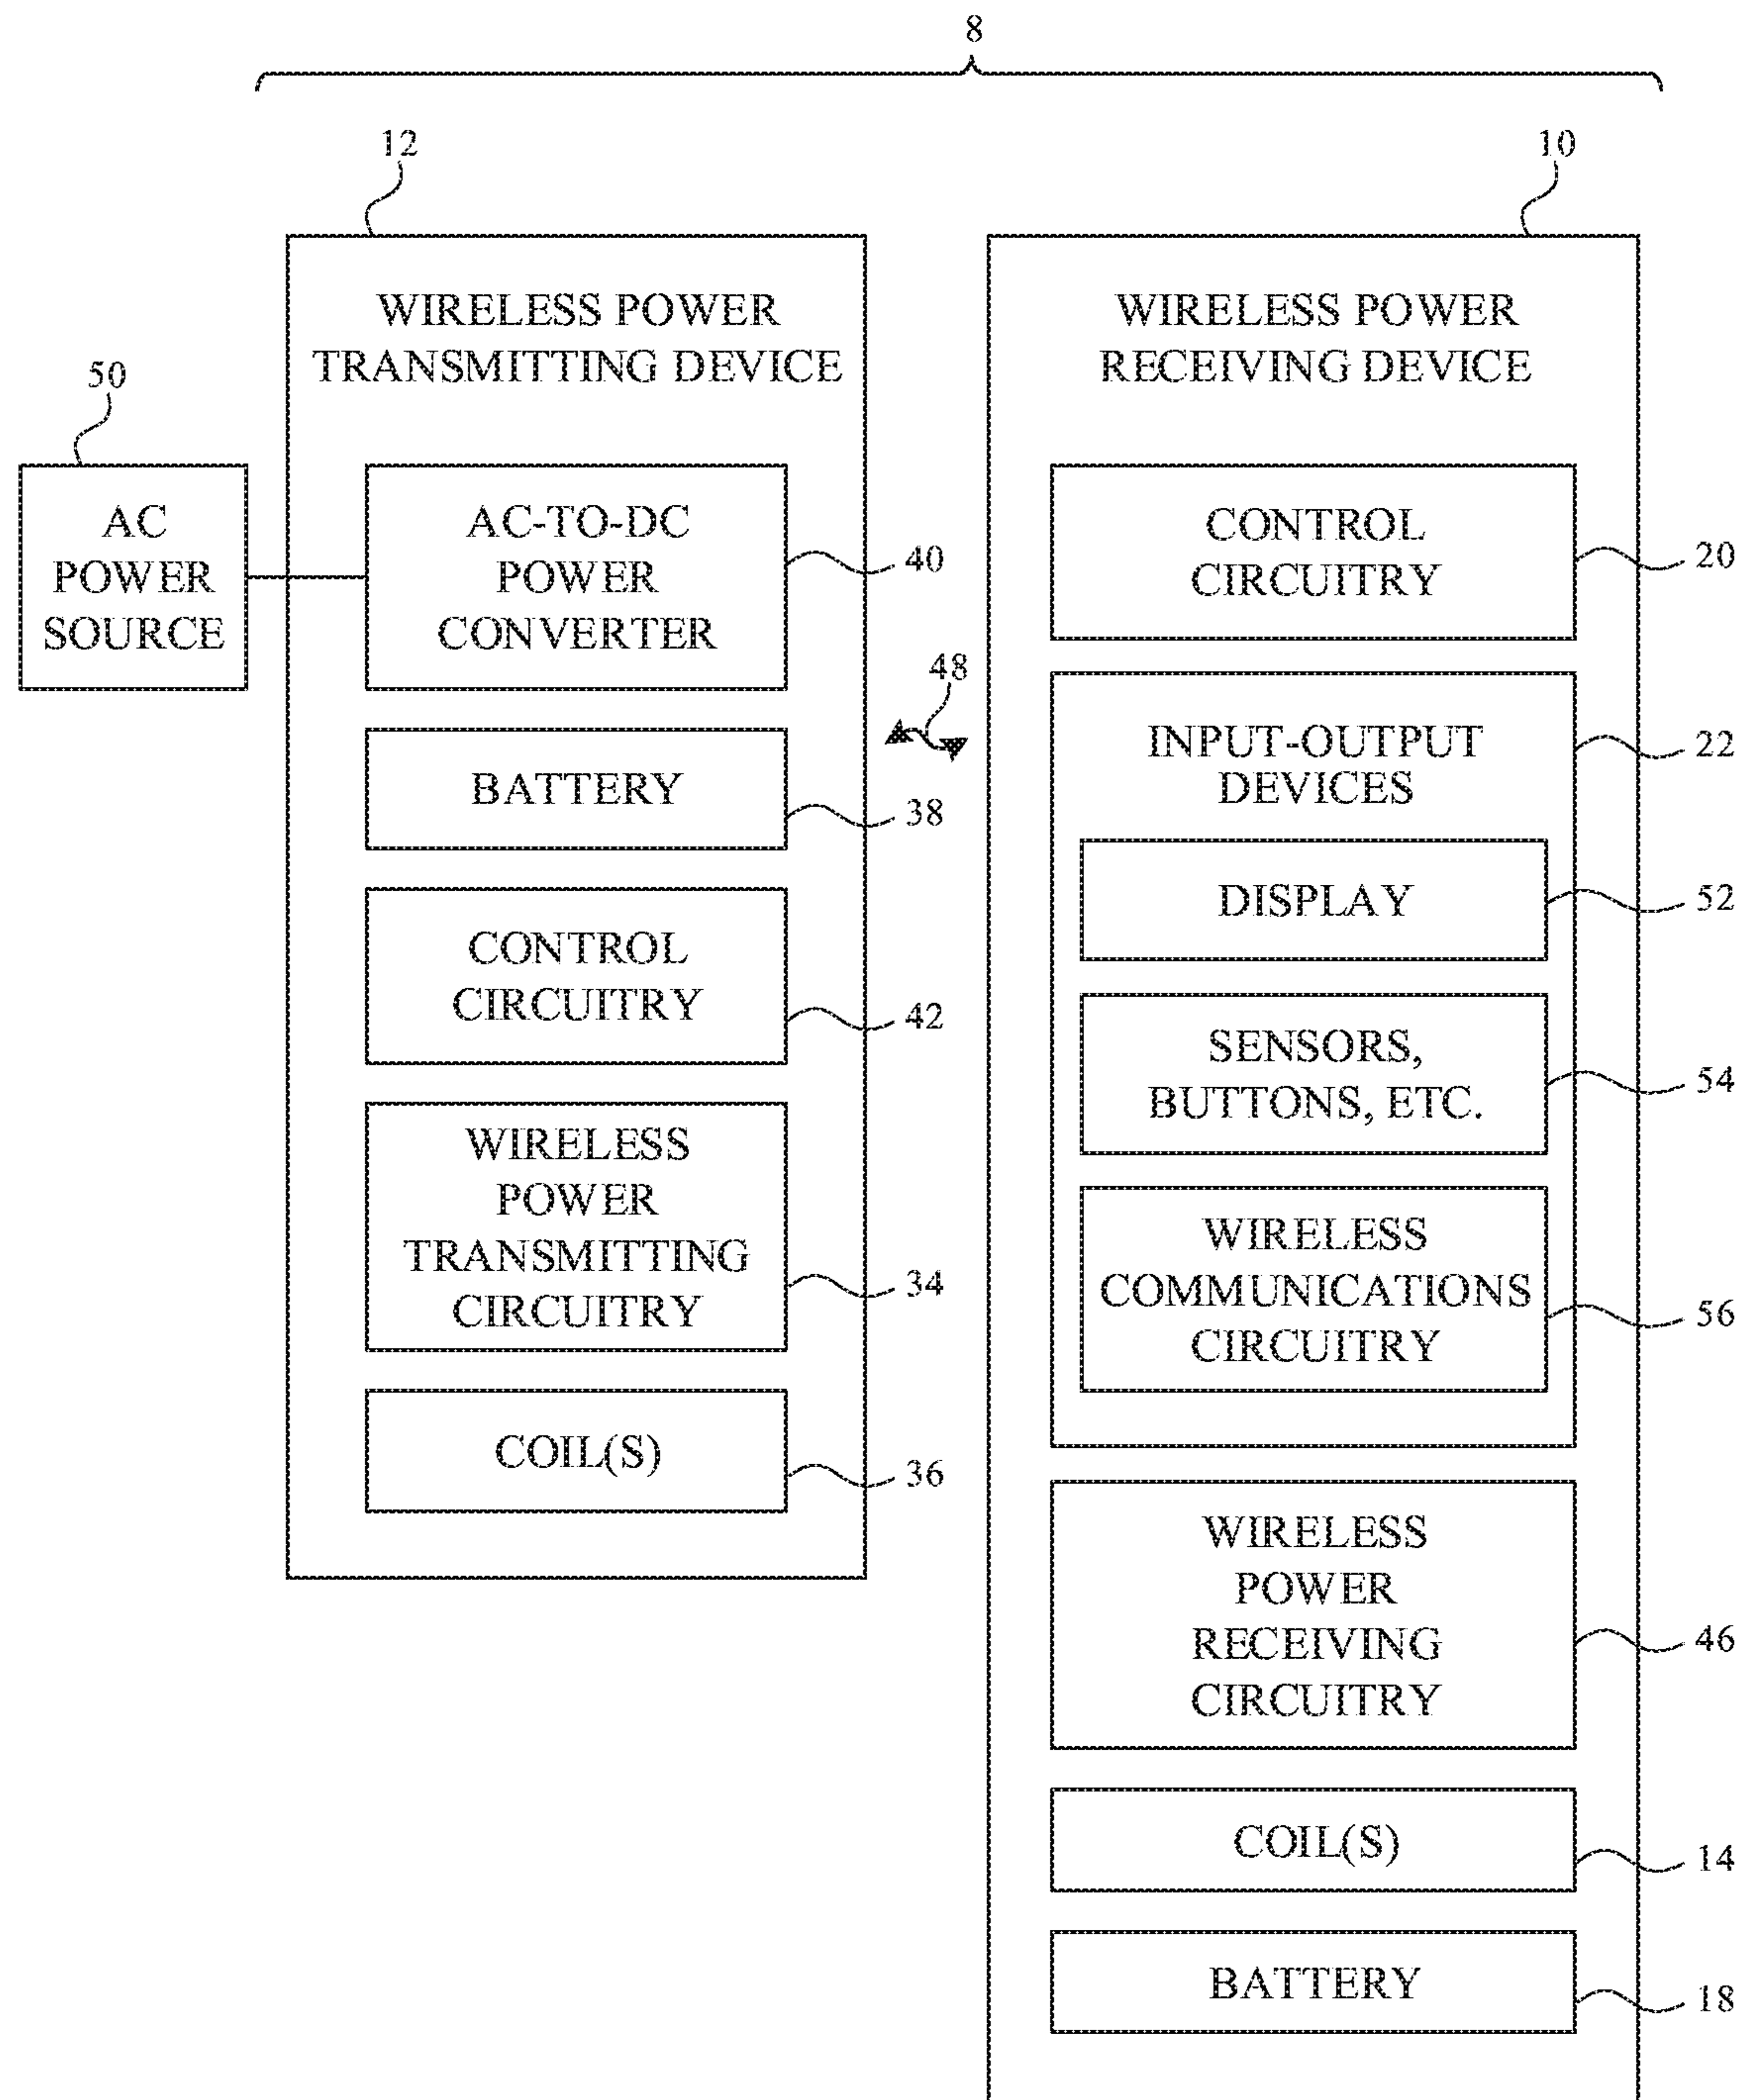 8
12
10
WIRELESS POWER
TRANSMITTING DEVICE
50
AC
POWER
SOURCE
AC-TO-DC
POWER
CONVERTER
40
BATTERY
38
CONTROL
CIRCUITRY
42
WIRELESS
POWER
TRANSMITTING
CIRCUITRY
34
COIL(S)
36
48
WIRELESS POWER
RECEIVING DEVICE
CONTROL
CIRCUITRY
20
INPUT-OUTPUT
DEVICES
22
DISPLAY
52
SENSORS,
BUTTONS, ETC.
54
WIRELESS
COMMUNICATIONS
CIRCUITRY
56
WIRELESS
POWER
RECEIVING
CIRCUITRY
46
COIL(S)
14
BATTERY
18